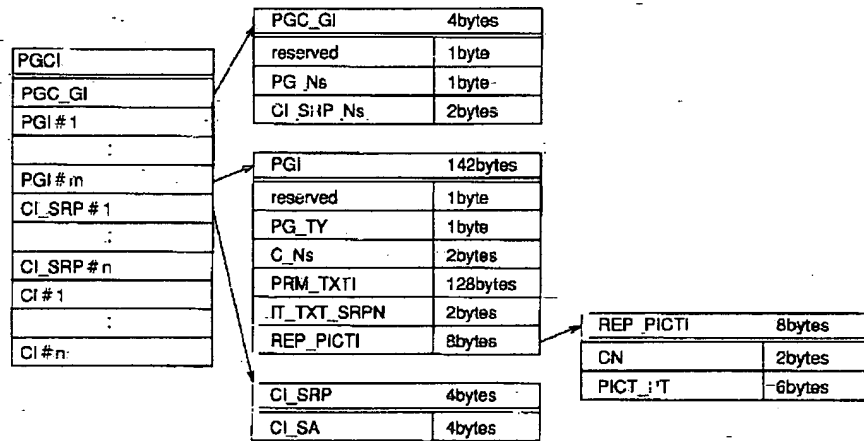 PGCI
PGC_GI
PGI #1
:
PGI #m
CI_SRP #1
:
CI_SRP #n
CI #1
:
CI #n
PGC_GI 4bytes
reserved 1byte
PG_Ns 1byte
CI_SRP_Ns 2bytes
PGI 142bytes
reserved 1byte
PG_TY 1byte
C_Ns 2bytes
PRM_TXTI 128bytes
IT_TXT_SRPN 2bytes
REP_PICTI 8bytes
CI_SRP 4bytes
CI_SA 4bytes
REP_PICTI 8bytes
CN 2bytes
6bytes